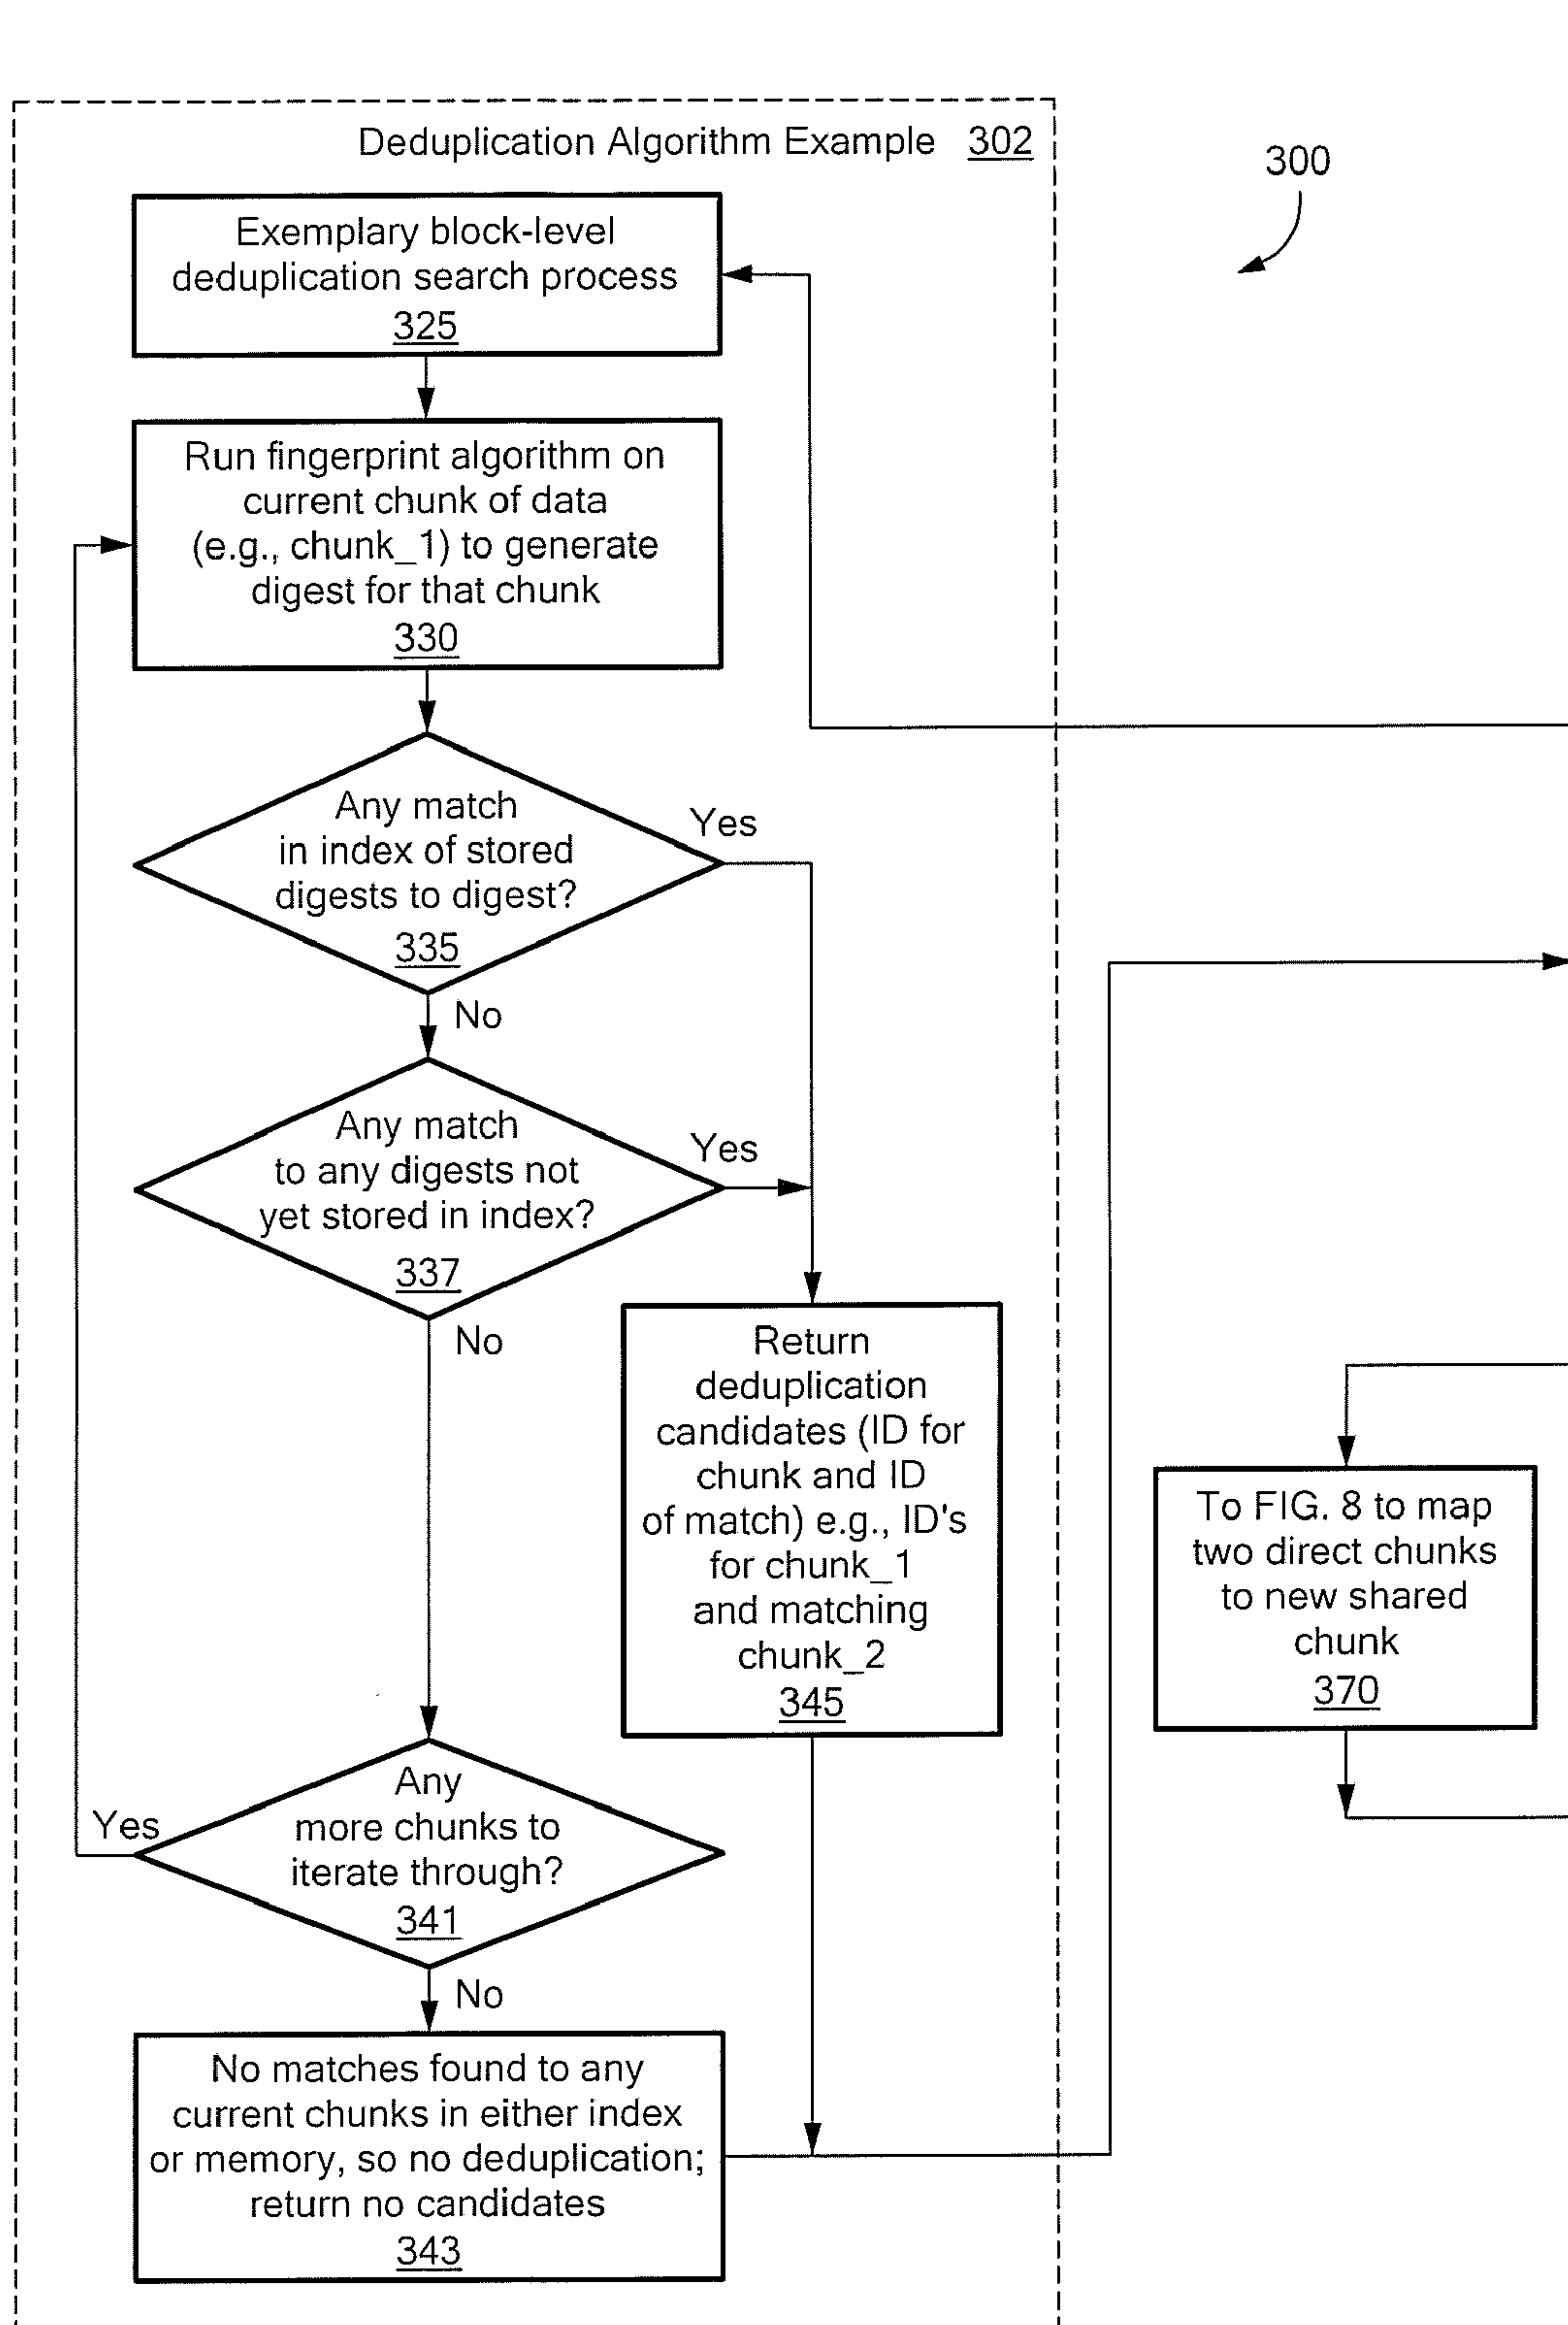 Deduplication Algorithm Example 302
300
Exemplary block-level
deduplication search process
325
Run fingerprint algorithm on
current chunk of data
(e.g., chunk_1) to generate
digest for that chunk
330
Any match
in index of stored
digests to digest?
335
Yes
No
Any match
to any digests not
yet stored in index?
337
Yes
No
Return
deduplication
candidates (ID for
chunk and ID
of match) e.g., ID's
for chunk_1
and matching
chunk_2
345
To FIG. 8 to map
two direct chunks
to new shared
chunk
370
Any
more chunks to
iterate through?
341
Yes
No
No matches found to any
current chunks in either index
or memory, so no deduplication;
return no candidates
343